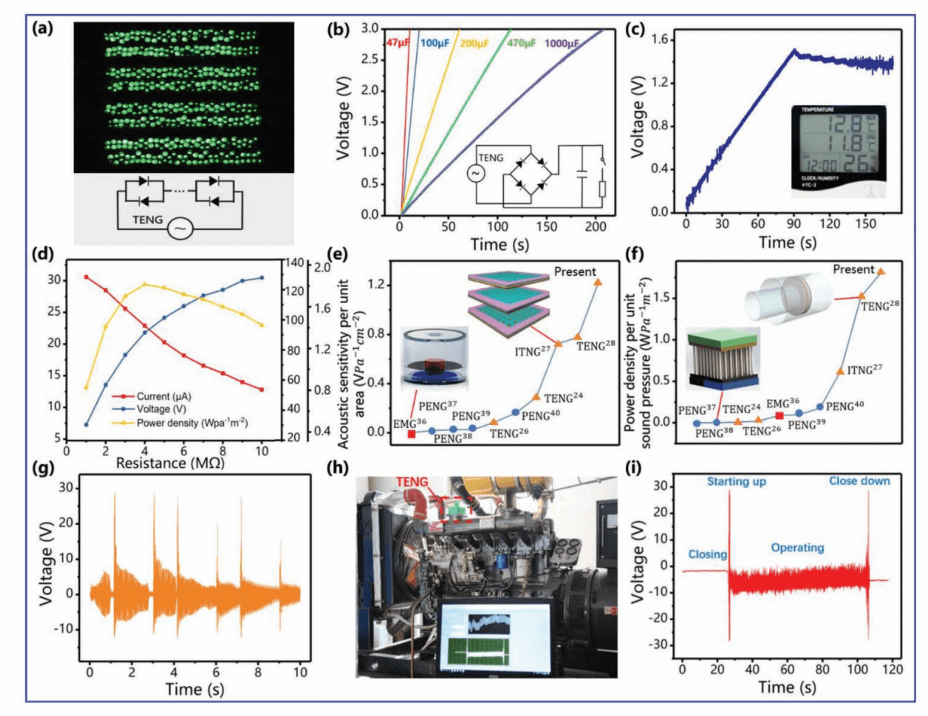 (a)
TENG
(b)
Voltage (V)
3.0
2.5
2.0
1.5
1.0
0.5
0.0
47μF
100μF
200μF
470μF
1000μF
TENG
0
50
100
150
200
Time (s)
(c)
Voltage (V)
1.6
1.2
0.8
0.4
0.0
TEMPERATURE
12.8°C
11.8°C
12:00
26%
CLOCK/HUMIDITY
HTC-2
0
30
60
90
120
150
Time (s)
(d)
30
25
20
15
10
5
140
120
100
80
60
40
20
2.0
1.6
1.2
0.8
0.4
Current (μA)
Voltage (V)
Power density (Wpa⁻¹m⁻²)
0
2
4
6
8
10
Resistance (MΩ)
(e)
Acoustic sensitivity per unit
area (VPa⁻¹cm⁻²)
1.2
0.8
0.4
0.0
Present
ITNG²⁷
TENG²⁸
TENG²⁴
PENG³⁷
PENG³⁹
PENG⁴⁰
EMG³⁶
PENG³⁸
TENG²⁶
(f)
Power density per unit
sound pressure (WPa⁻¹m⁻²)
1.5
1.0
0.5
0.0
Present
TENG²⁸
ITNG²⁷
PENG³⁷
TENG²⁴
EMG³⁶
PENG⁴⁰
PENG³⁸
TENG²⁶
PENG³⁹
(g)
Voltage (V)
30
20
10
0
-10
0
2
4
6
8
10
Time (s)
(h)
TENG
(i)
Voltage (V)
30
20
10
0
-10
-20
-30
Starting up
Close down
Closing
Operating
0
20
40
60
80
100
120
Time (s)